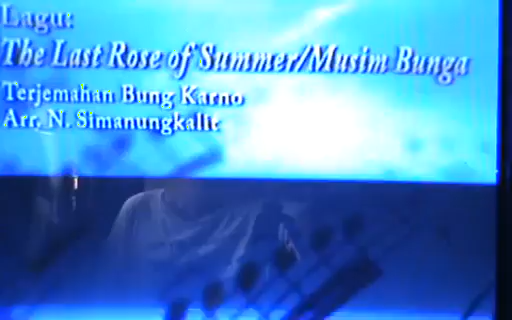 Lagu:
The Last Rose of Summer/Musim Bunga
Terjemahan Bung Karno
Arr. N. Simanungkalit